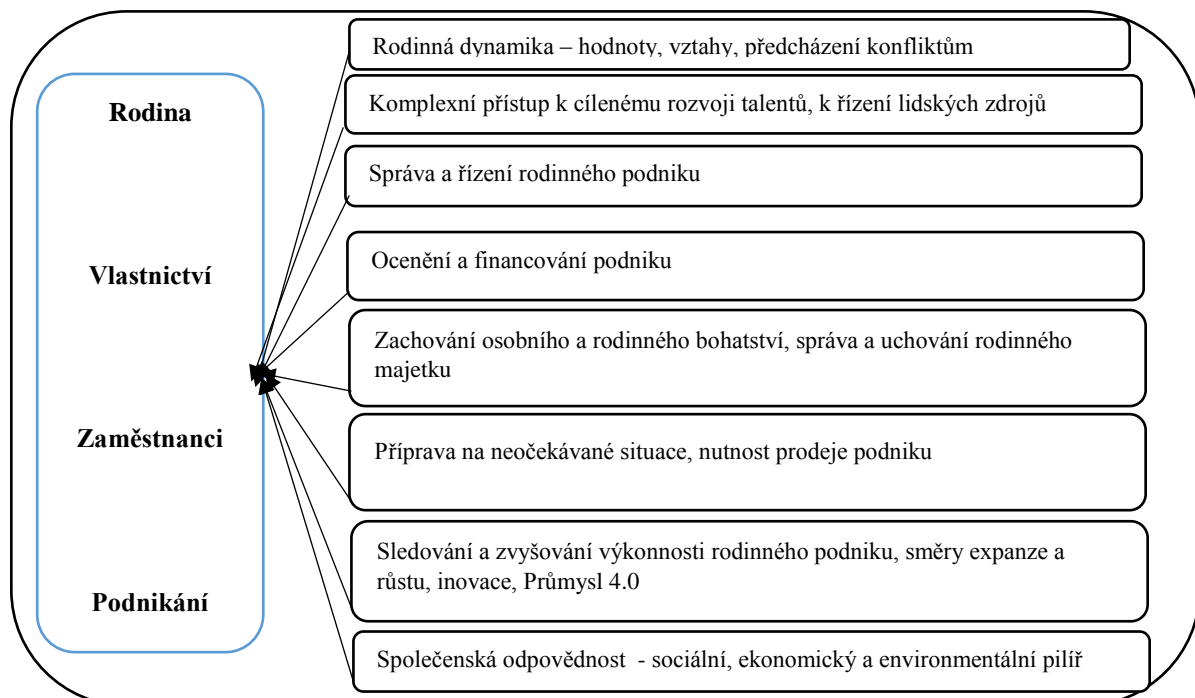 Rodina
Vlastnictví
Zaměstnanci
Podnikání
Rodinná dynamika – hodnoty, vztahy, předcházení konfliktům
Komplexní přístup k cílenému rozvoji talentů, k řízení lidských zdrojů
Správa a řízení rodinného podniku
Ocenění a financování podniku
Zachování osobního a rodinného bohatství, správa a uchování rodinného
majetku
Příprava na neočekávané situace, nutnost prodeje podniku
Sledování a zvyšování výkonnosti rodinného podniku, směry expanze a
růstu, inovace, Průmysl 4.0
Společenská odpovědnost - sociální, ekonomický a environmentální pilíř